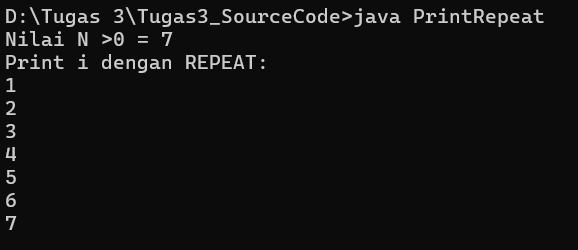 D:\Tugas 3\Tugas3_SourceCode>java PrintRepeat
Nilai N >0 = 7
Print i dengan REPEAT:
1
2
3
4
5
6
7